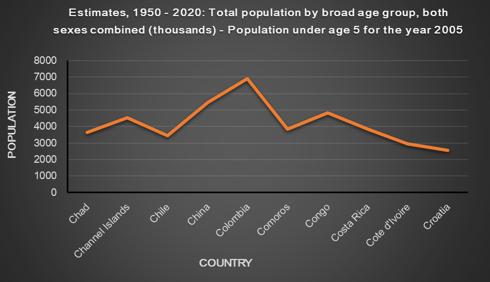 Estimates, 1950 - 2020: Total population by broad age group, both
sexes combined (thousands) - Population under age 5 for the year 2005
8000
7000
6000
5000
4000
3000
2000
1000
0
POPULATION
Chad
Channel Islands
Chile
China
Colombia
Comoros
Congo
Costa Rica
Cote d'Ivoire
Croatia
COUNTRY